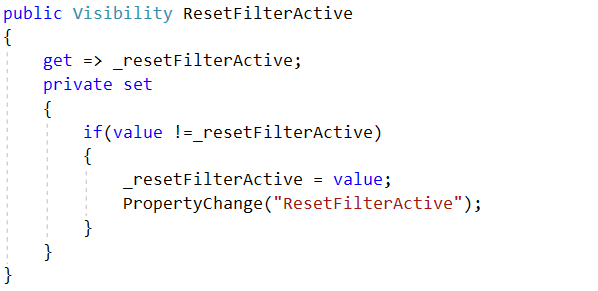 public Visibility ResetFilterActive
{
    get => _resetFilterActive;
    private set
    {
        if(value !=_resetFilterActive)
        {
            _resetFilterActive = value;
            PropertyChange("ResetFilterActive");
        }
    }
}